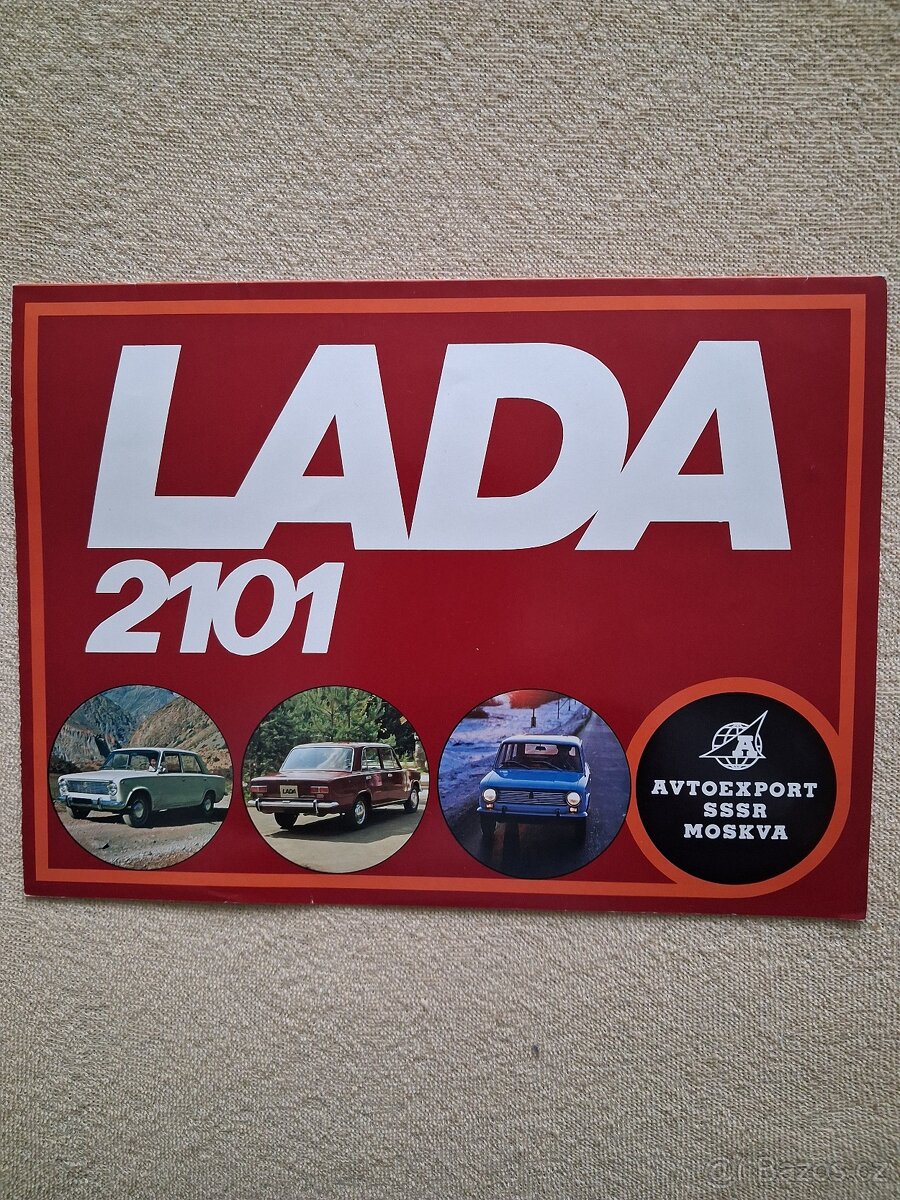 LADA
2101
LADA
A
AVTOEXPORT
SSSR
MOSKVA
@ Bazos.cz